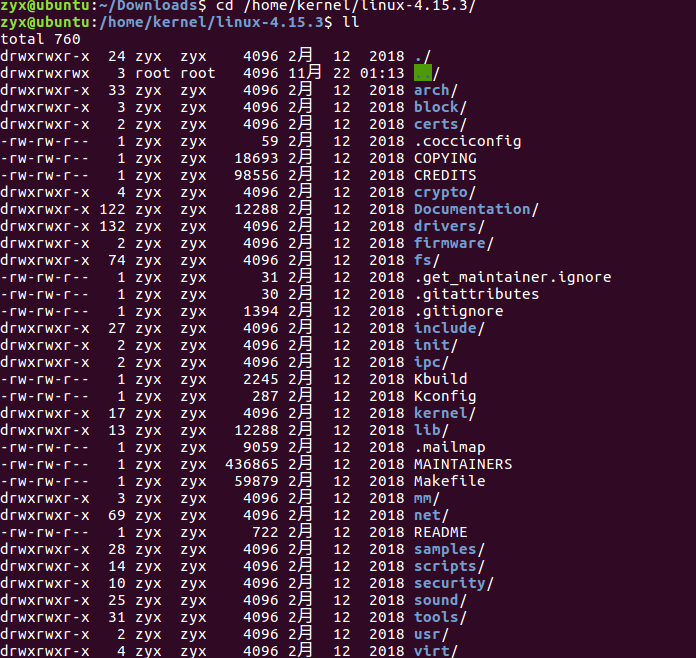 zyx@ubuntu:~/Downloads$ cd /home/kernel/linux-4.15.3/
zyx@ubuntu:/home/kernel/linux-4.15.3$ ll
total 760
drwxrwxr-x  24 zyx  zyx    4096 2月  12  2018 ./
drwxrwxrwx   3 root root   4096 11月 22 01:13 ../
drwxrwxr-x  33 zyx  zyx    4096 2月  12  2018 arch/
drwxrwxr-x   3 zyx  zyx    4096 2月  12  2018 block/
drwxrwxr-x   2 zyx  zyx    4096 2月  12  2018 certs/
-rw-rw-r--   1 zyx  zyx      59 2月  12  2018 .cocciconfig
-rw-rw-r--   1 zyx  zyx   18693 2月  12  2018 COPYING
-rw-rw-r--   1 zyx  zyx   98556 2月  12  2018 CREDITS
drwxrwxr-x   4 zyx  zyx    4096 2月  12  2018 crypto/
drwxrwxr-x 122 zyx  zyx   12288 2月  12  2018 Documentation/
drwxrwxr-x 132 zyx  zyx    4096 2月  12  2018 drivers/
drwxrwxr-x   2 zyx  zyx    4096 2月  12  2018 firmware/
drwxrwxr-x  74 zyx  zyx    4096 2月  12  2018 fs/
-rw-rw-r--   1 zyx  zyx      31 2月  12  2018 .get_maintainer.ignore
-rw-rw-r--   1 zyx  zyx      30 2月  12  2018 .gitattributes
-rw-rw-r--   1 zyx  zyx    1394 2月  12  2018 .gitignore
drwxrwxr-x  27 zyx  zyx    4096 2月  12  2018 include/
drwxrwxr-x   2 zyx  zyx    4096 2月  12  2018 init/
drwxrwxr-x   2 zyx  zyx    4096 2月  12  2018 ipc/
-rw-rw-r--   1 zyx  zyx    2245 2月  12  2018 Kbuild
-rw-rw-r--   1 zyx  zyx     287 2月  12  2018 Kconfig
drwxrwxr-x  17 zyx  zyx    4096 2月  12  2018 kernel/
drwxrwxr-x  13 zyx  zyx   12288 2月  12  2018 lib/
-rw-rw-r--   1 zyx  zyx    9059 2月  12  2018 .mailmap
-rw-rw-r--   1 zyx  zyx  436865 2月  12  2018 MAINTAINERS
-rw-rw-r--   1 zyx  zyx   59879 2月  12  2018 Makefile
drwxrwxr-x   3 zyx  zyx    4096 2月  12  2018 mm/
drwxrwxr-x  69 zyx  zyx    4096 2月  12  2018 net/
-rw-rw-r--   1 zyx  zyx     722 2月  12  2018 README
drwxrwxr-x  28 zyx  zyx    4096 2月  12  2018 samples/
drwxrwxr-x  14 zyx  zyx    4096 2月  12  2018 scripts/
drwxrwxr-x  10 zyx  zyx    4096 2月  12  2018 security/
drwxrwxr-x  25 zyx  zyx    4096 2月  12  2018 sound/
drwxrwxr-x  31 zyx  zyx    4096 2月  12  2018 tools/
drwxrwxr-x   2 zyx  zyx    4096 2月  12  2018 usr/
drwxrwxr-x   4 zyx  zyx    4096 2月  12  2018 virt/